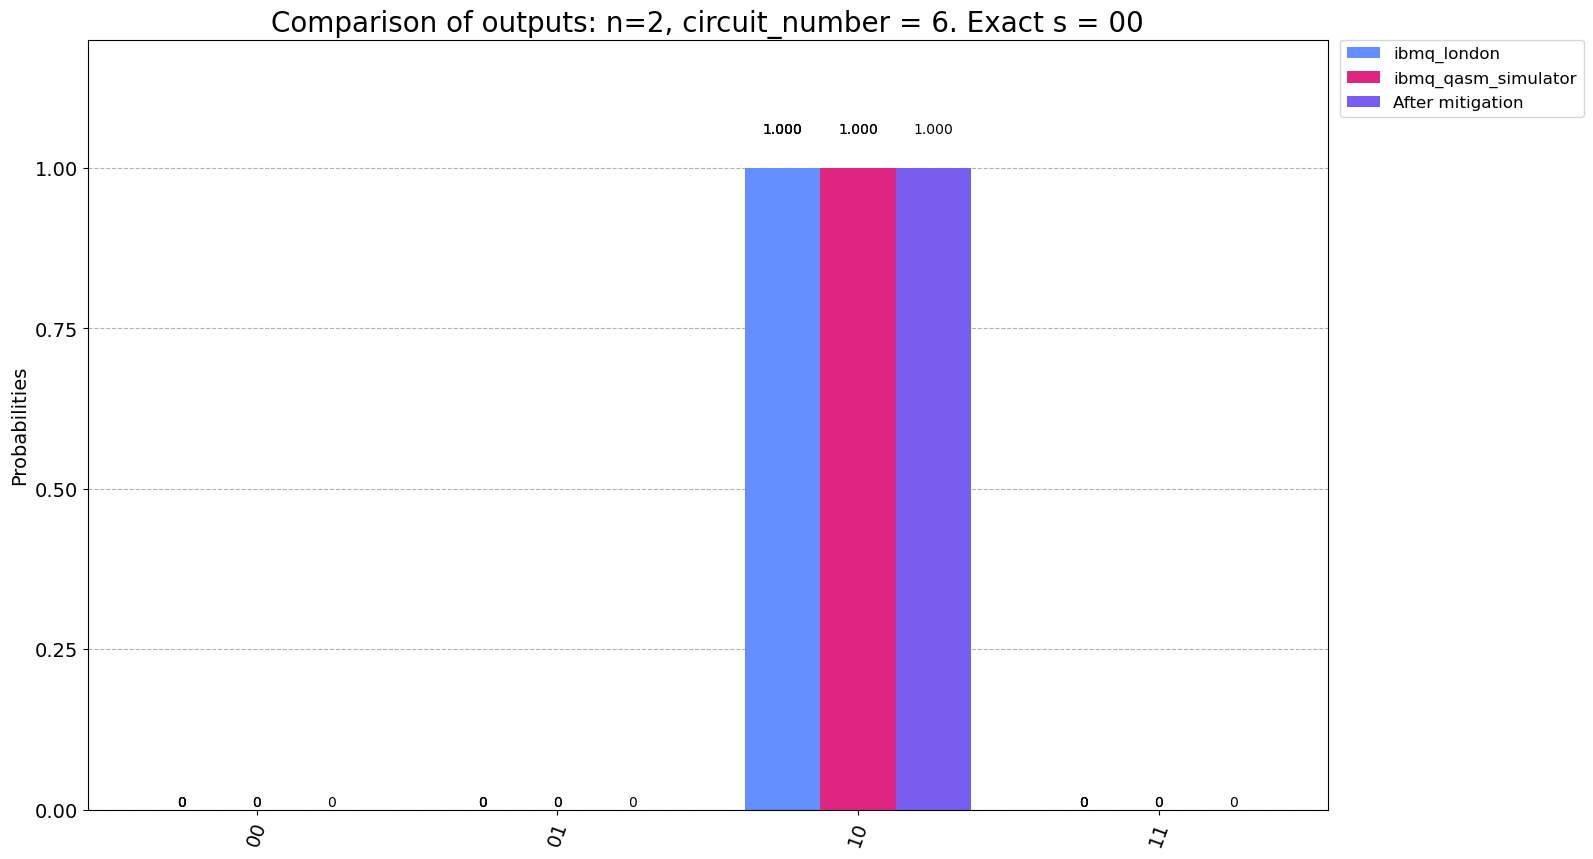 Comparison of outputs: n=2, circuit_number = 6. Exact s = 00
ibmq_london
ibmq_qasm_simulator
After mitigation
1.000 1.000 1.000
1.00
0.75
0.50
0.25
0.00
Probabilities
0 0 0 0 0 0 0 0 0
00 01 10 11